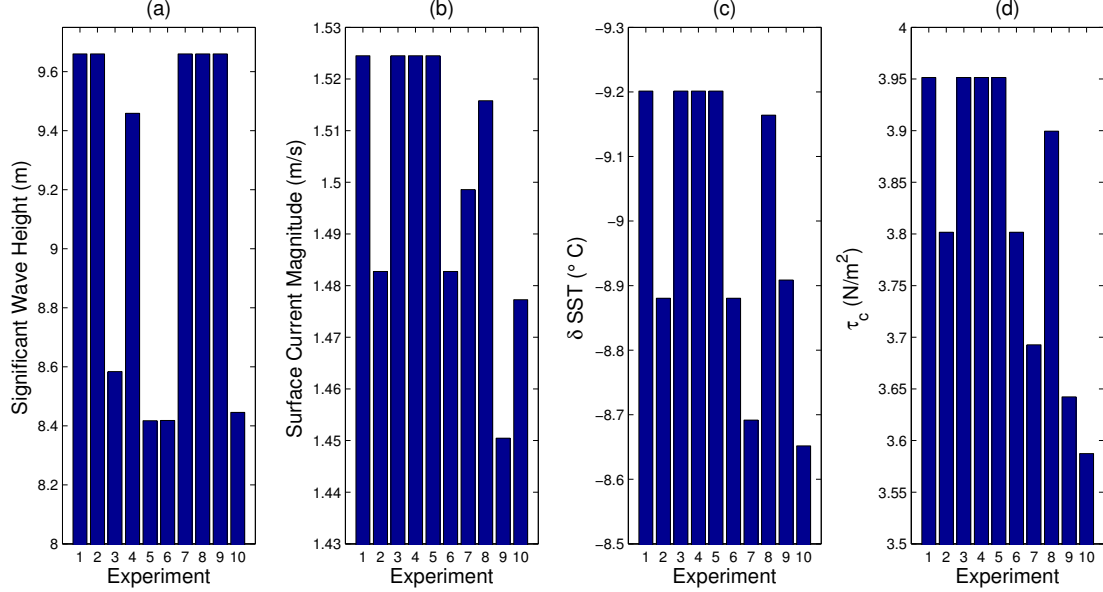 (a)
Significant Wave Height (m)
9.6
9.4
9.2
9
8.8
8.6
8.4
8.2
8
1 2 3 4 5 6 7 8 9 10
Experiment
(b)
Surface Current Magnitude (m/s)
1.53
1.52
1.51
1.5
1.49
1.48
1.47
1.46
1.45
1.44
1.43
1 2 3 4 5 6 7 8 9 10
Experiment
(c)
δ SST (° C)
−9.3
−9.2
−9.1
−9
−8.9
−8.8
−8.7
−8.6
−8.5
1 2 3 4 5 6 7 8 9 10
Experiment
(d)
τc (N/m²)
4
3.95
3.9
3.85
3.8
3.75
3.7
3.65
3.6
3.55
3.5
1 2 3 4 5 6 7 8 9 10
Experiment